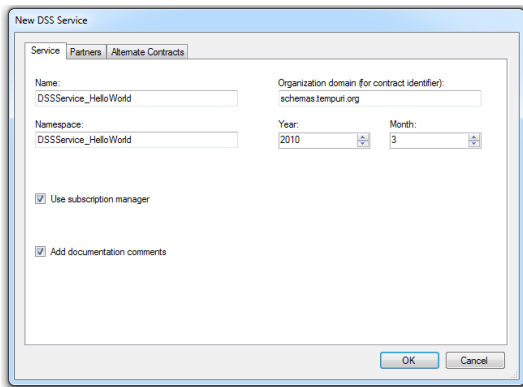 New DSS Service
Service Partners Alternate Contracts
Name: Organization domain (for contract identifier):
DSSService_HelloWorld schemas.tempuri.org
Namespace: Year: Month:
DSSService_HelloWorld 2010 3
Use subscription manager
Add documentation comments
OK Cancel